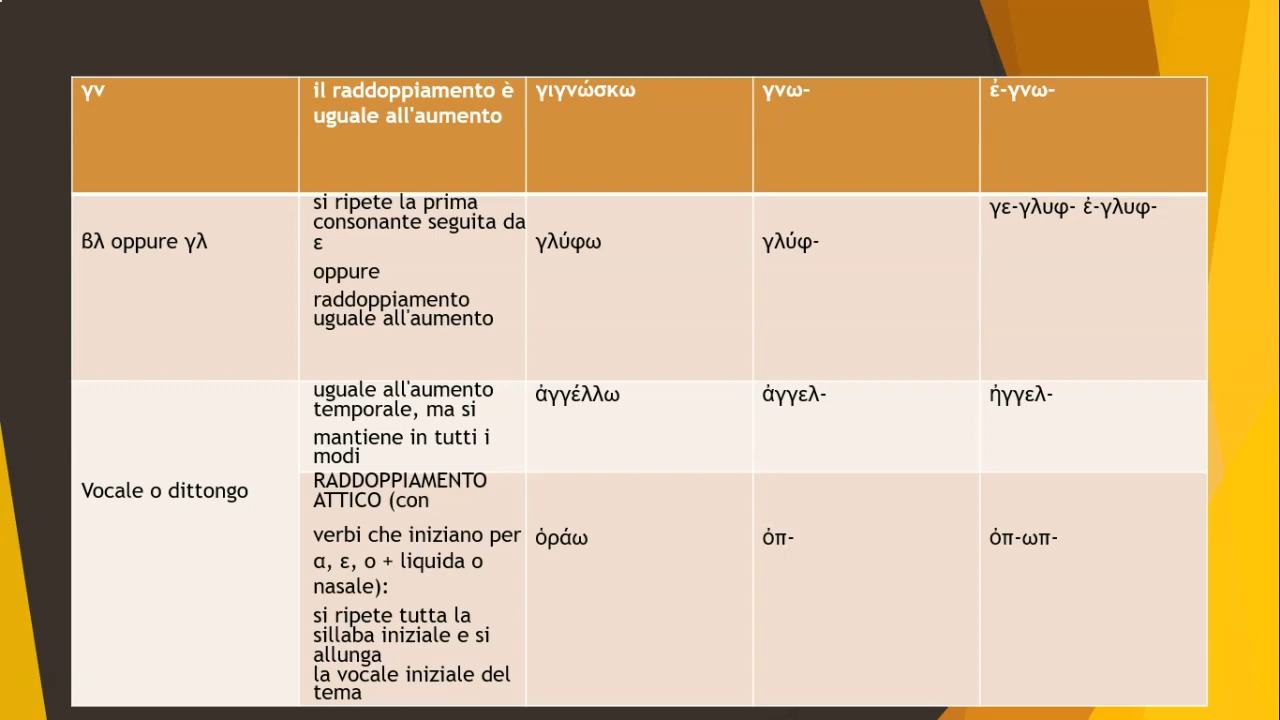 γν
il raddoppiamento è
uguale all'aumento
γιγνώσκω
γνω-
ἐ-γνω-
βλ oppure γλ
si ripete la prima
consonante seguita da
ε
oppure
raddoppiamento
uguale all'aumento
γλύφω
γλύφ-
γε-γλυφ- ἐ-γλυφ-
Vocale o dittongo
uguale all'aumento
temporale, ma si
mantiene in tutti i
modi
ἀγγέλλω
ἀγγελ-
ἠγγελ-
RADDOPPIAMENTO
ATTICO (con
verbi che iniziano per
α, ε, ο + liquida o
nasale):
si ripete tutta la
sillaba iniziale e si
allunga
la vocale iniziale del
tema
ὁράω
ὀπ-
ὀπ-ωπ-